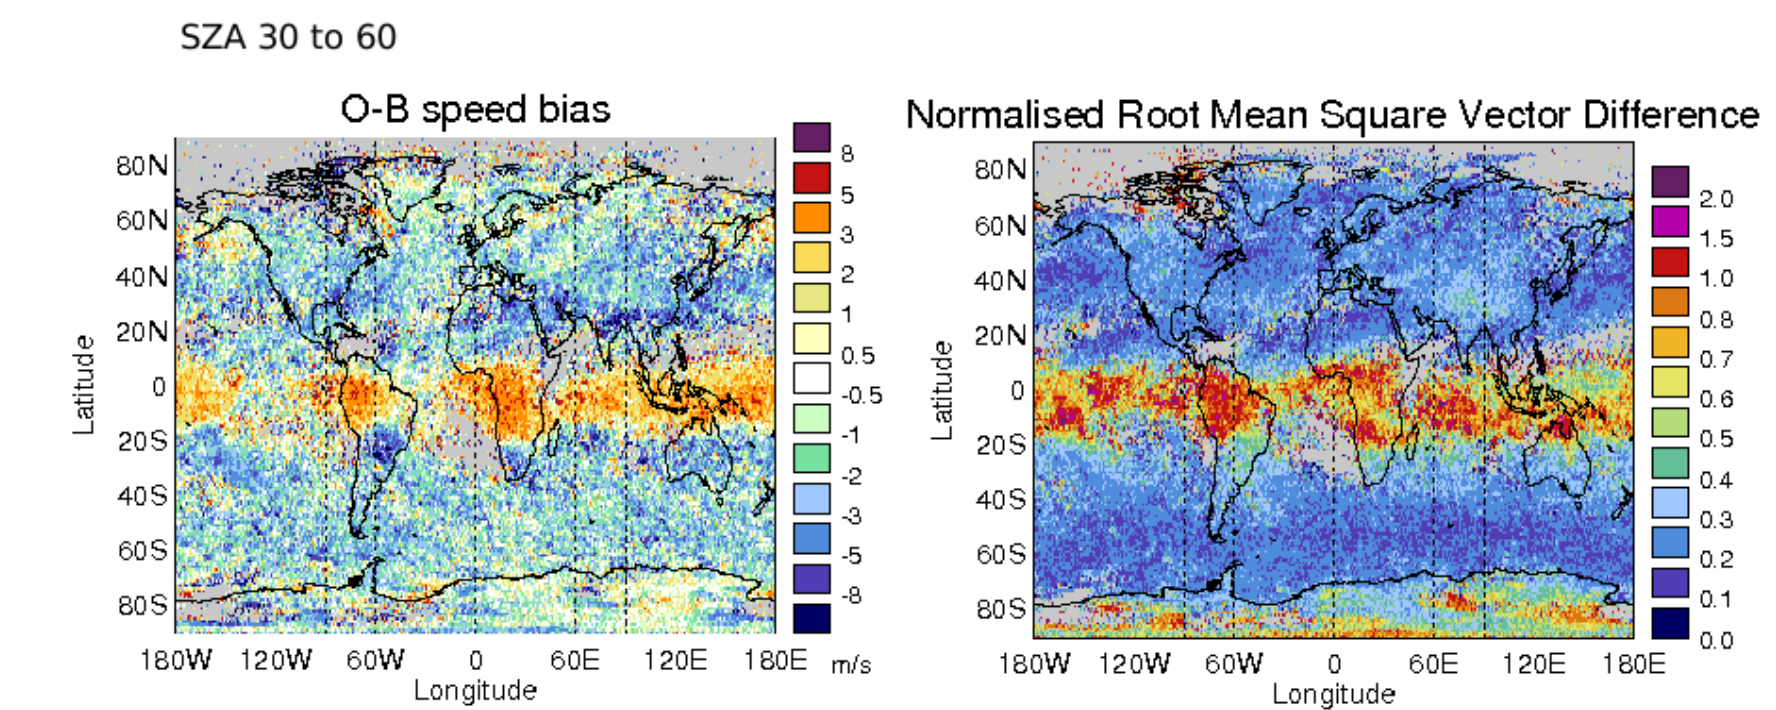 SZA 30 to 60
O-B speed bias
80N
60N
40N
20N
0
20S
40S
60S
80S
Latitude
180W 120W 60W 0 60E 120E 180E m/s
Longitude
8
5
3
2
1
0.5
-0.5
-1
-2
-3
-5
-8
Normalised Root Mean Square Vector Difference
80N
60N
40N
20N
0
20S
40S
60S
80S
Latitude
180W 120W 60W 0 60E 120E 180E
Longitude
2.0
1.5
1.0
0.8
0.7
0.6
0.5
0.4
0.3
0.2
0.1
0.0